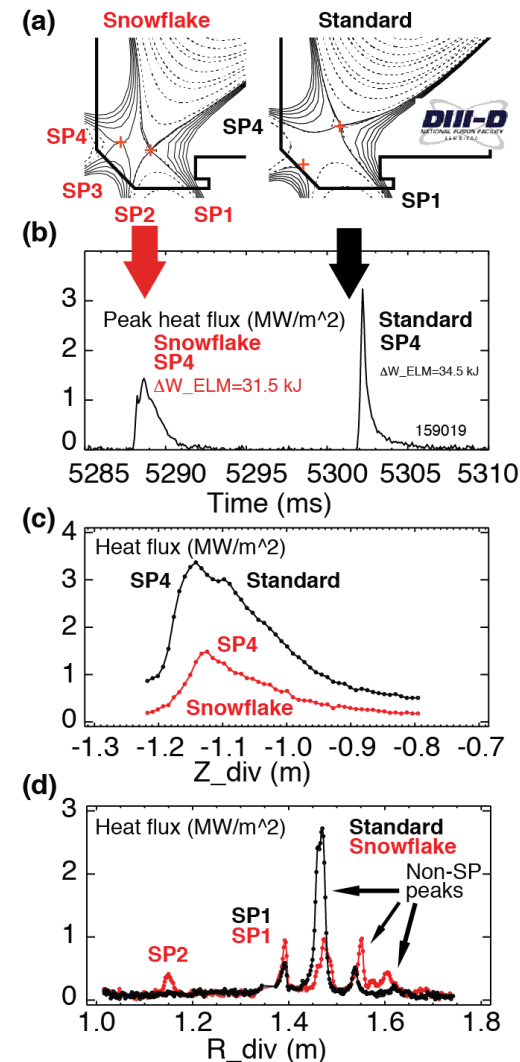 (a)
Snowflake
Standard
DIII-D
NATIONAL FUSION FACILITY
SP4
SP4
SP3
SP2
SP1
SP1
(b)
3
2
1
0
Peak heat flux (MW/m^2)
Snowflake
SP4
ΔW_ELM=31.5 kJ
Standard
SP4
ΔW_ELM=34.5 kJ
159019
5285 5290 5295 5300 5305 5310
Time (ms)
(c)
4
3
2
1
0
Heat flux (MW/m^2)
SP4
Standard
SP4
Snowflake
-1.3 -1.2 -1.1 -1.0 -0.9 -0.8 -0.7
Z_div (m)
(d)
3
2
1
0
Heat flux (MW/m^2)
Standard
Snowflake
Non-SP
peaks
SP1
SP1
SP2
1.0 1.2 1.4 1.6 1.8
R_div (m)